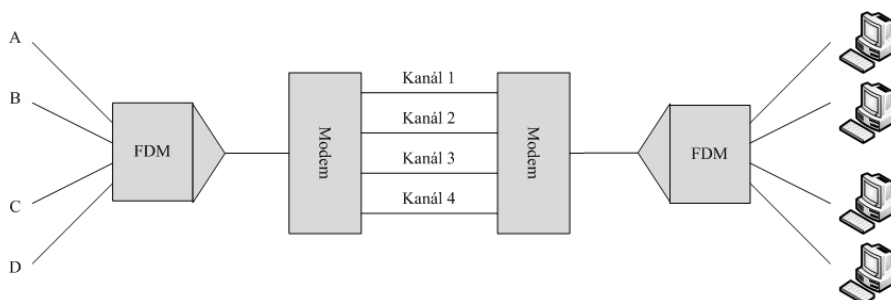 A
B
C
D
FDM
Modem
Kanál 1
Kanál 2
Kanál 3
Kanál 4
Modem
FDM